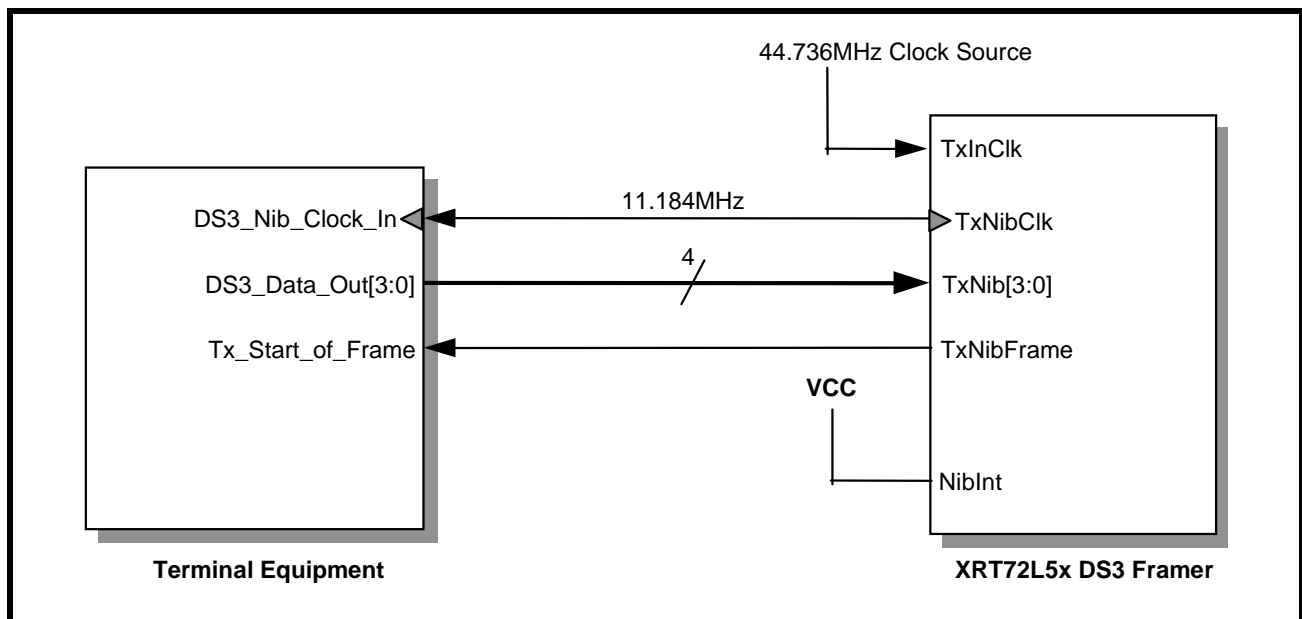 44.736MHz Clock Source
TxInClk
11.184MHz
DS3_Nib_Clock_In
TxNibClk
4
DS3_Data_Out[3:0]
TxNib[3:0]
Tx_Start_of_Frame
TxNibFrame
VCC
NibInt
Terminal Equipment
XRT72L5x DS3 Framer